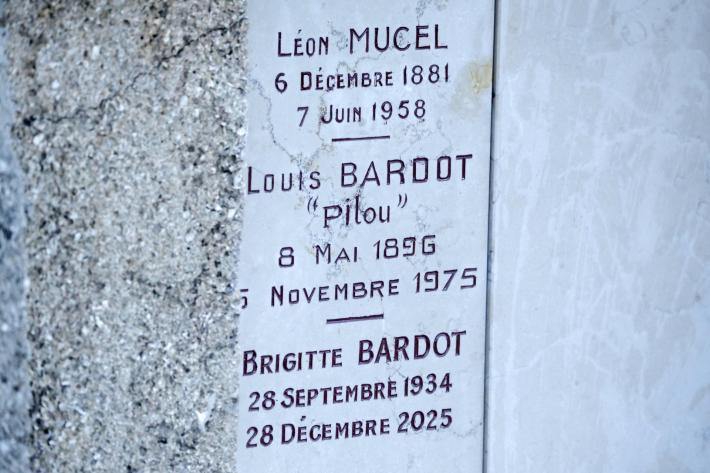 Léon MUCEL
6 Décembre 1881
7 Juin 1958
Louis BARDOT
"Pilou"
8 Mai 1896
5 Novembre 1975
Brigitte BARDOT
28 Septembre 1934
28 Décembre 2025